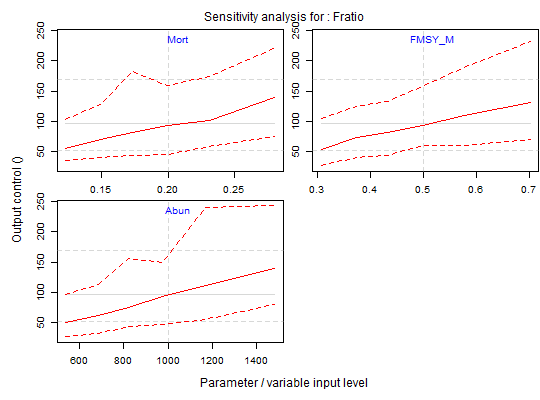 Sensitivity analysis for : Fratio
Mort
FMSY_M
250
200
150
100
50
250
200
150
100
50
0.15 0.20 0.25
0.3 0.4 0.5 0.6 0.7
Abun
250
200
150
100
50
600 800 1000 1200 1400
Output control ()
Parameter / variable input level